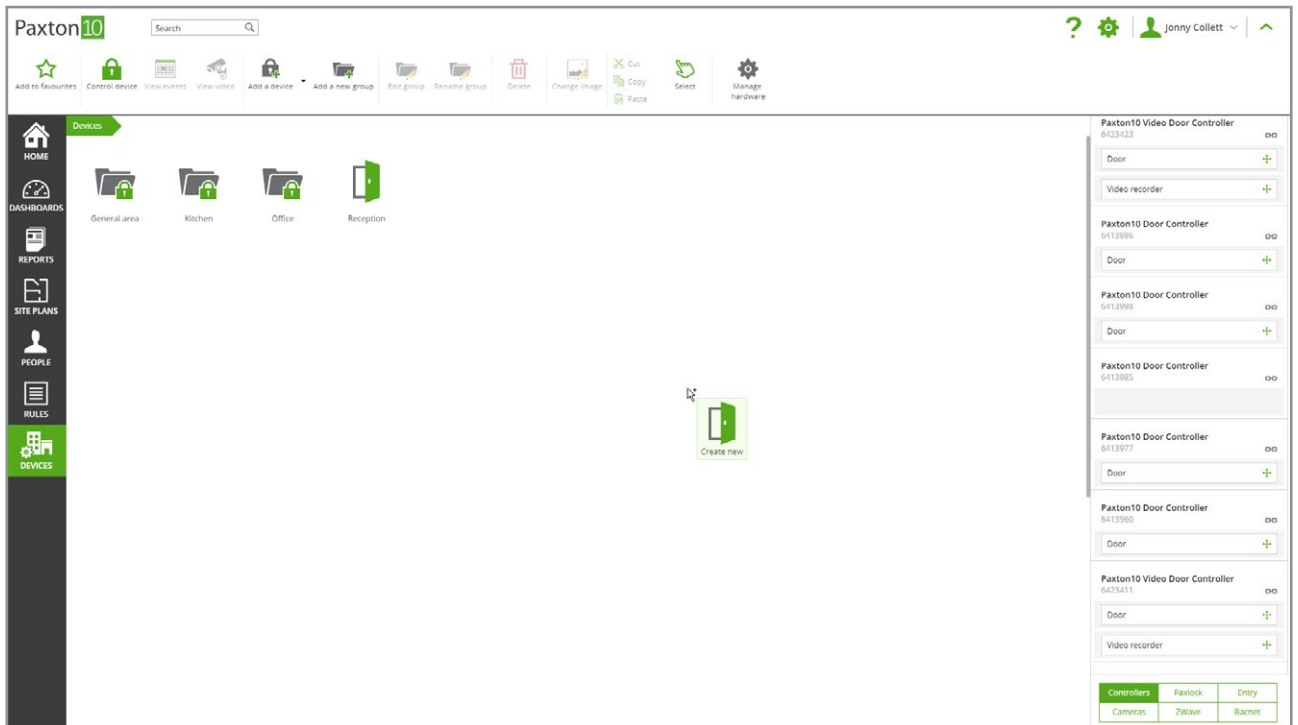 Paxton10
Search
Jonny Collett
Add to favourites
Control device
View events
View video
Add a device
Add a new group
Edit group
Rename group
Delete
Change image
Cut
Copy
Paste
Select
Manage
hardware
HOME
DASHBOARDS
REPORTS
SITE PLANS
PEOPLE
RULES
DEVICES
Devices
General area
Kitchen
Office
Reception
Create new
Paxton10 Video Door Controller
6423423
Door
Video recorder
Paxton10 Door Controller
6413986
Door
Paxton10 Door Controller
6413998
Door
Paxton10 Door Controller
6413985
Paxton10 Door Controller
6413977
Door
Paxton10 Door Controller
6413960
Door
Paxton10 Video Door Controller
6423411
Door
Video recorder
Controllers
Paxlock
Entry
Cameras
ZWave
Bacnet